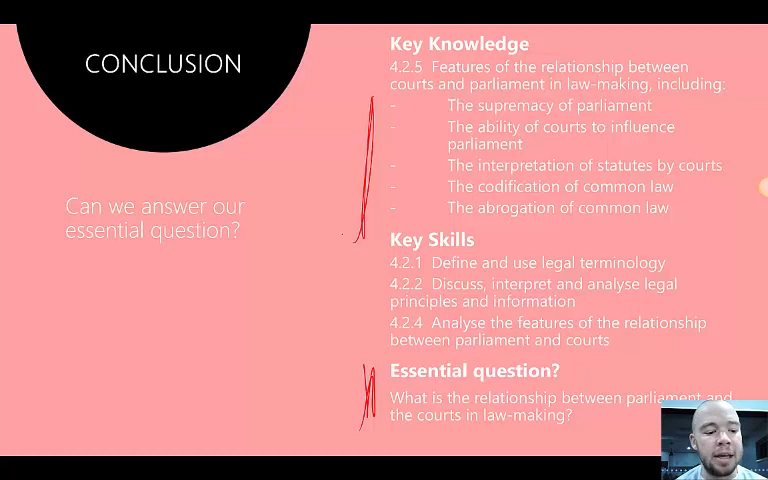 CONCLUSION
Can we answer our
essential question?
Key Knowledge
4.2.5 Features of the relationship between
courts and parliament in law-making, including:
- The supremacy of parliament
- The ability of courts to influence
parliament
- The interpretation of statutes by courts
- The codification of common law
- The abrogation of common law
Key Skills
4.2.1 Define and use legal terminology
4.2.2 Discuss, interpret and analyse legal
principles and information
4.2.4 Analyse the features of the relationship
between parliament and courts
Essential question?
What is the relationship between parliament and
the courts in law-making?